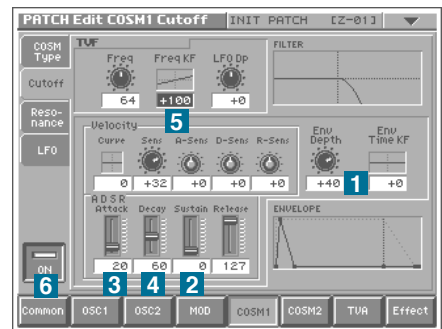 PATCH Edit COSM1 Cutoff INIT PATCH [Z-01]
COSM Type
Cutoff
Reso-nance
LFO
ON
6
TVF
Freq Freq KF LFO Dp
64 +100 +0
5
FILTER
Velocity
Curve Sens A-Sens D-Sens R-Sens
0 +32 +0 +0 +0
Env Depth Env Time KF
+40 +0
1
ADSR
Attack Decay Sustain Release
20 60 0 127
3 4 2
ENVELOPE
Common OSC1 OSC2 MOD COSM1 COSM2 TVA Effect